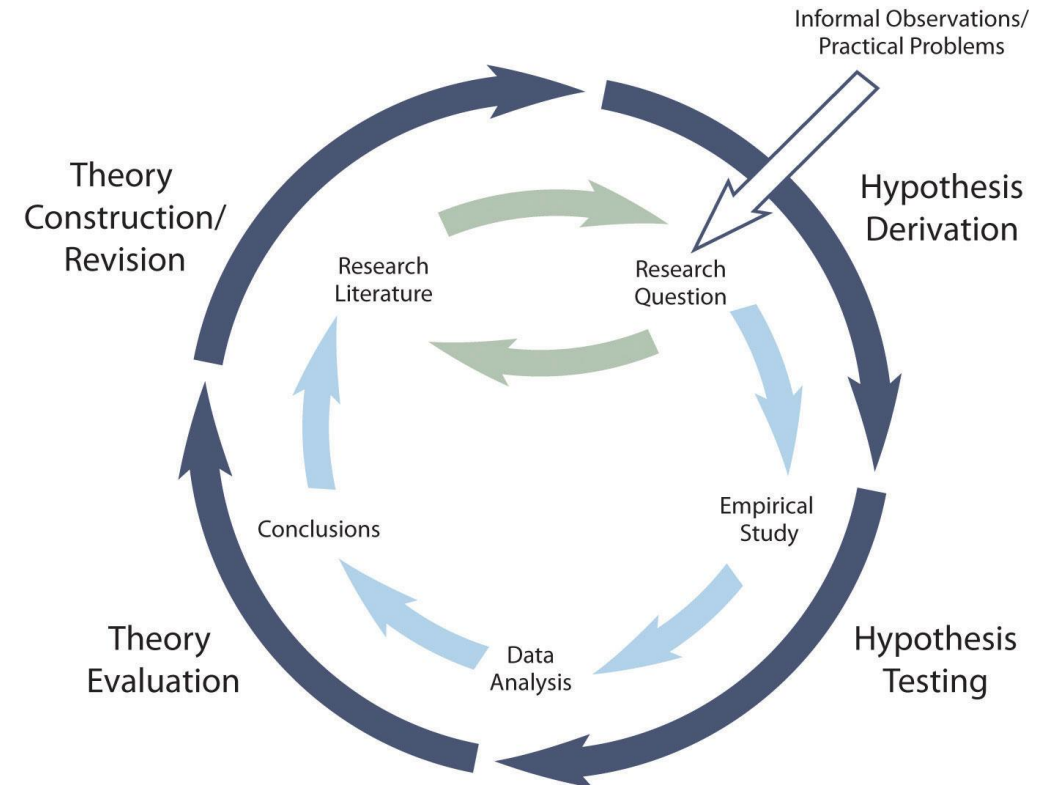 Informal Observations/
Practical Problems
Theory
Construction/
Revision
Hypothesis
Derivation
Research
Literature
Research
Question
Empirical
Study
Conclusions
Theory
Evaluation
Data
Analysis
Hypothesis
Testing